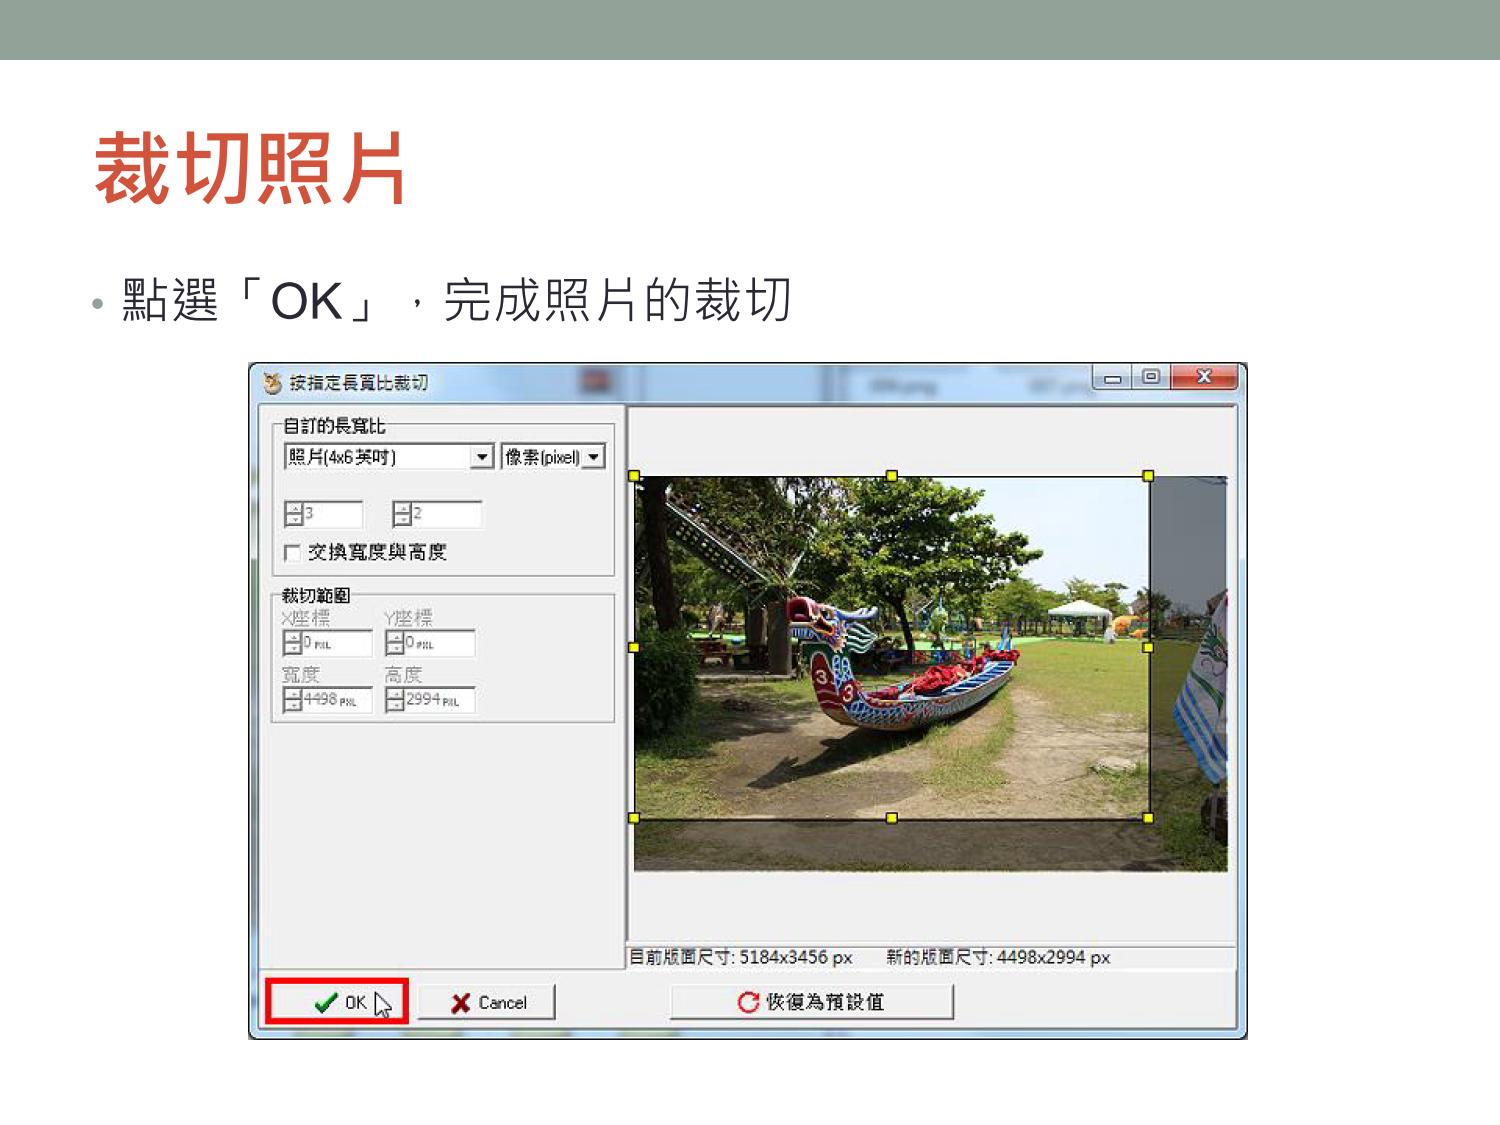 裁切照片
• 點選「OK」，完成照片的裁切
按指定長寬比裁切
自訂的長寬比
照片(4x6 英吋) 像素(pixel)
3 2
交換寬度與高度
裁切範圍
X座標 Y座標
0 PXL 0 PXL
寬度 高度
4498 PXL 2994 PXL
3 3
目前版面尺寸: 5184x3456 px 新的版面尺寸: 4498x2994 px
OK Cancel 恢復為預設值